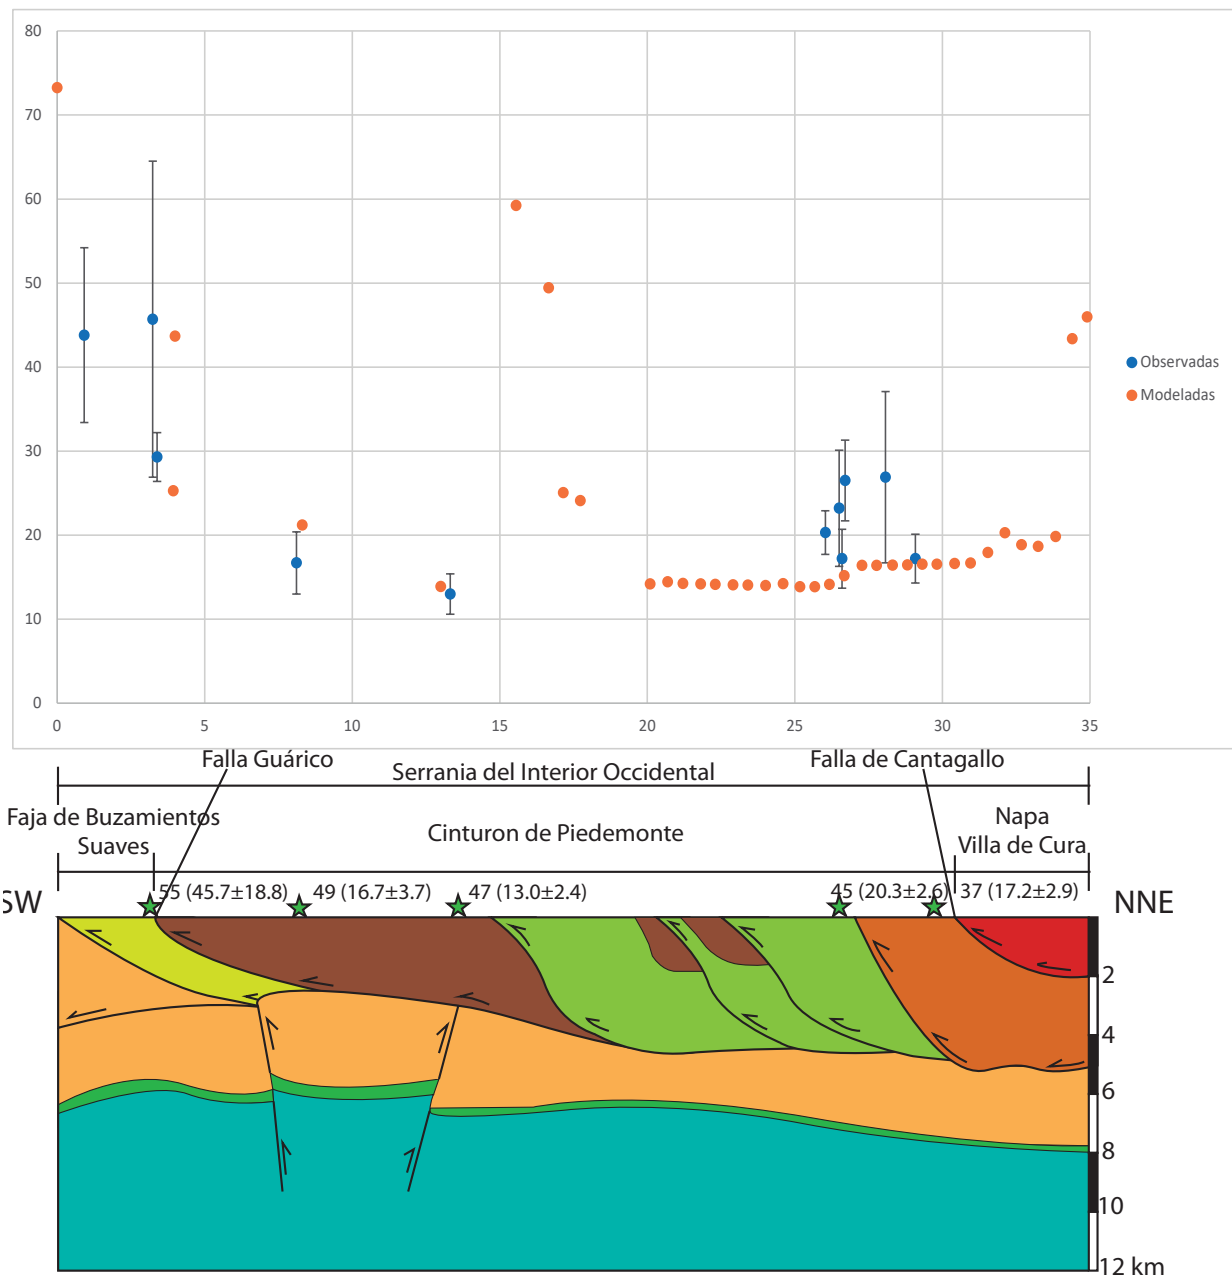 80
70
60
50
40
30
20
10
0
0 5 10 15 20 25 30 35
Observadas
Modeladas
Falla Guárico
Serrania del Interior Occidental
Falla de Cantagallo
Faja de Buzamientos
Suaves
Cinturon de Piedemonte
Napa
Villa de Cura
SW
55 (45.7±18.8)
49 (16.7±3.7)
47 (13.0±2.4)
45 (20.3±2.6)
37 (17.2±2.9)
NNE
2
4
6
8
10
12 km